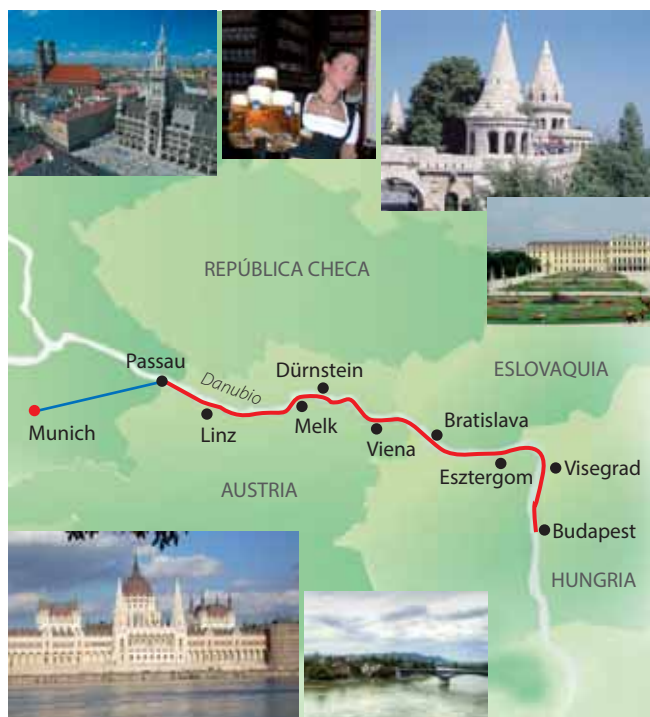 REPÚBLICA CHECA
Passau
Danubio
Dürnstein
ESLOVAQUIA
Munich
Linz
Melk
Viena
Bratislava
Esztergom
Visegrad
AUSTRIA
Budapest
HUNGRIA